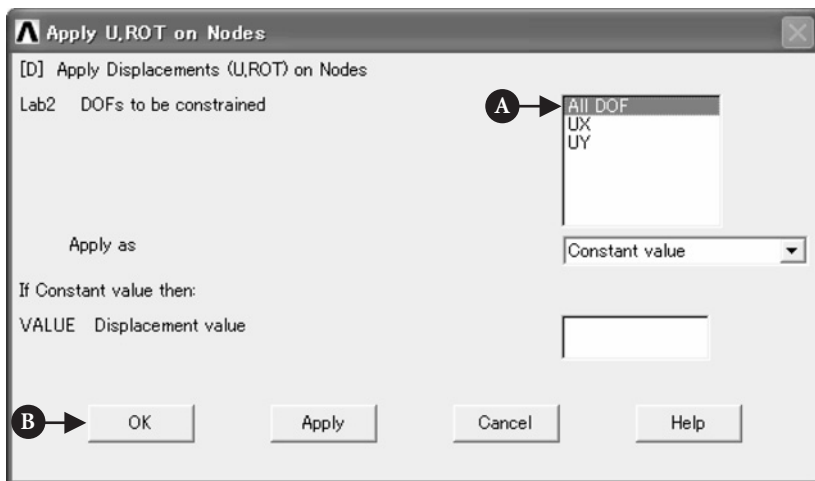 Apply U,ROT on Nodes
[D] Apply Displacements (U,ROT) on Nodes
Lab2 DOFs to be constrained
A
All DOF
UX
UY
Apply as
Constant value
If Constant value then:
VALUE Displacement value
B
OK Apply Cancel Help